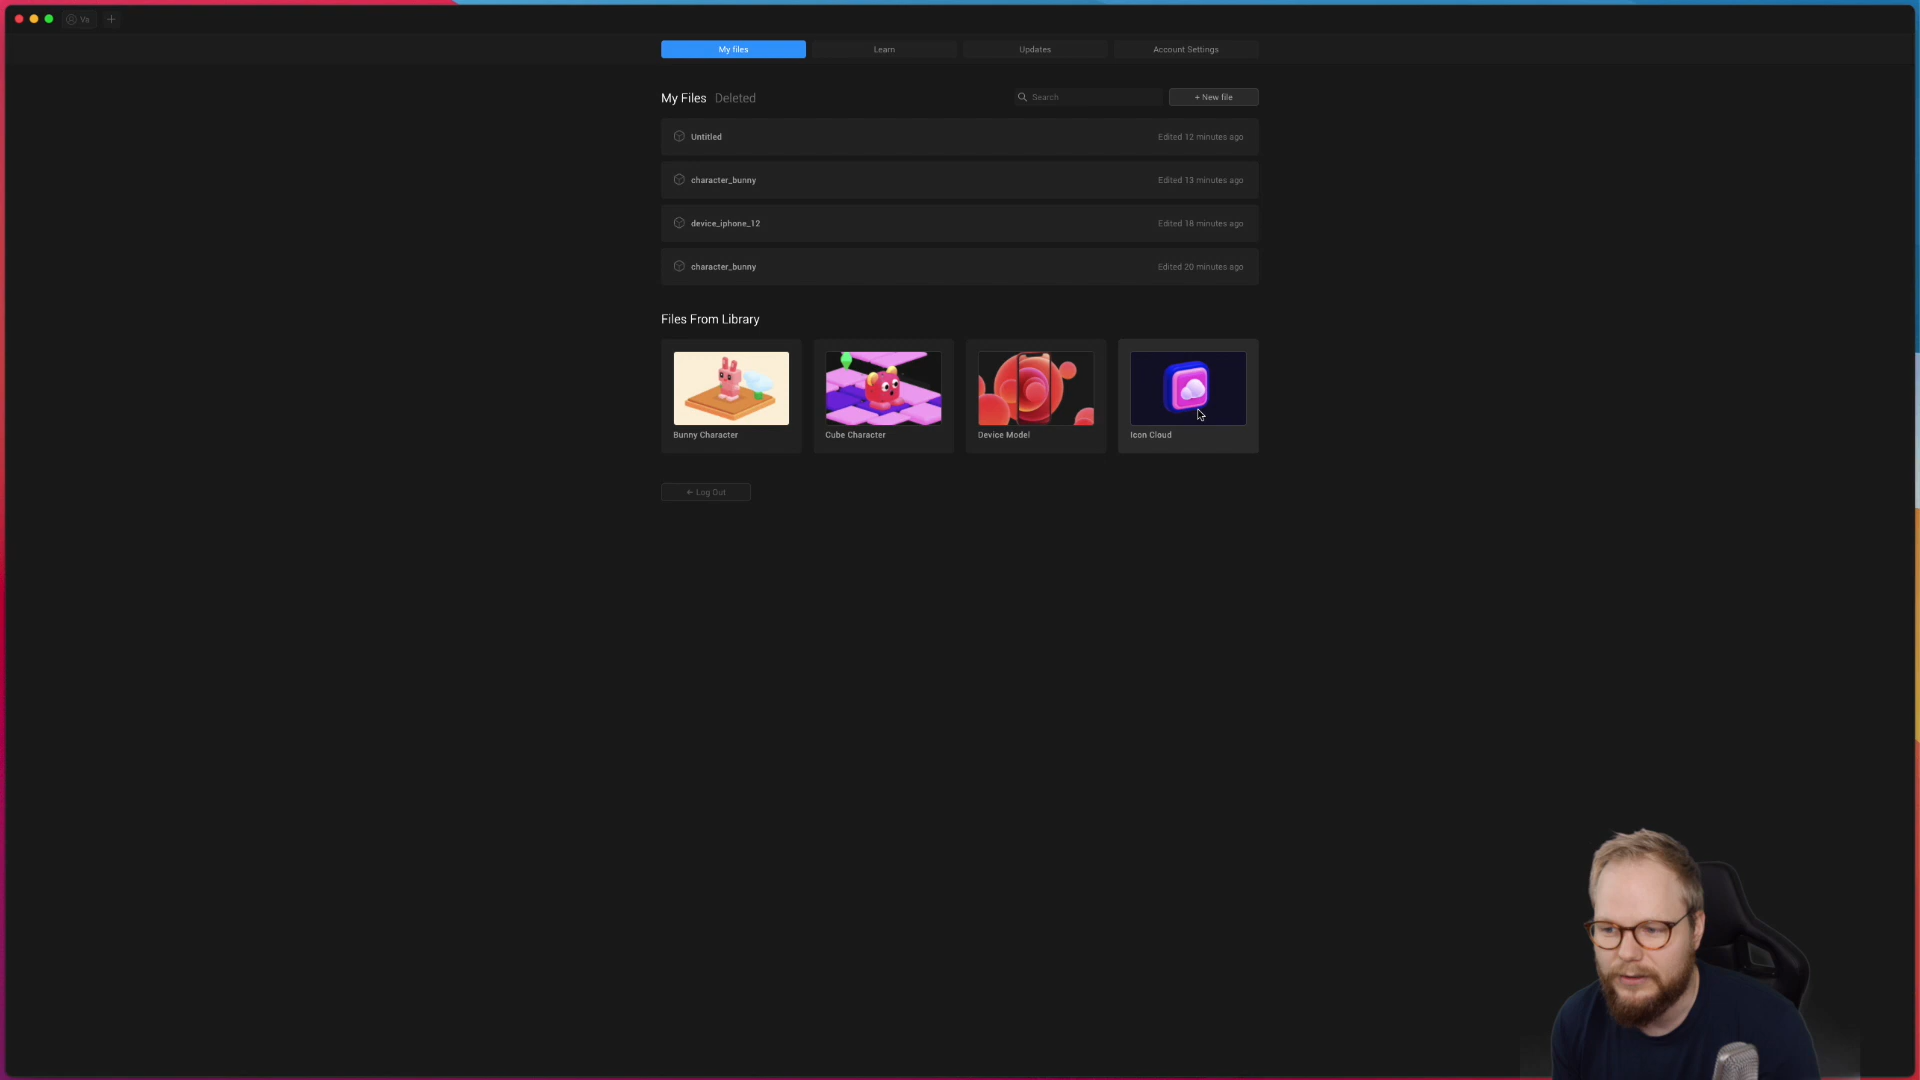 Va
My files
Learn
Updates
Account Settings
My Files Deleted
Search
+ New file
Untitled
Edited 12 minutes ago
character_bunny
Edited 13 minutes ago
device_iphone_12
Edited 18 minutes ago
character_bunny
Edited 20 minutes ago
Files From Library
Bunny Character
Cube Character
Device Model
Icon Cloud
← Log Out